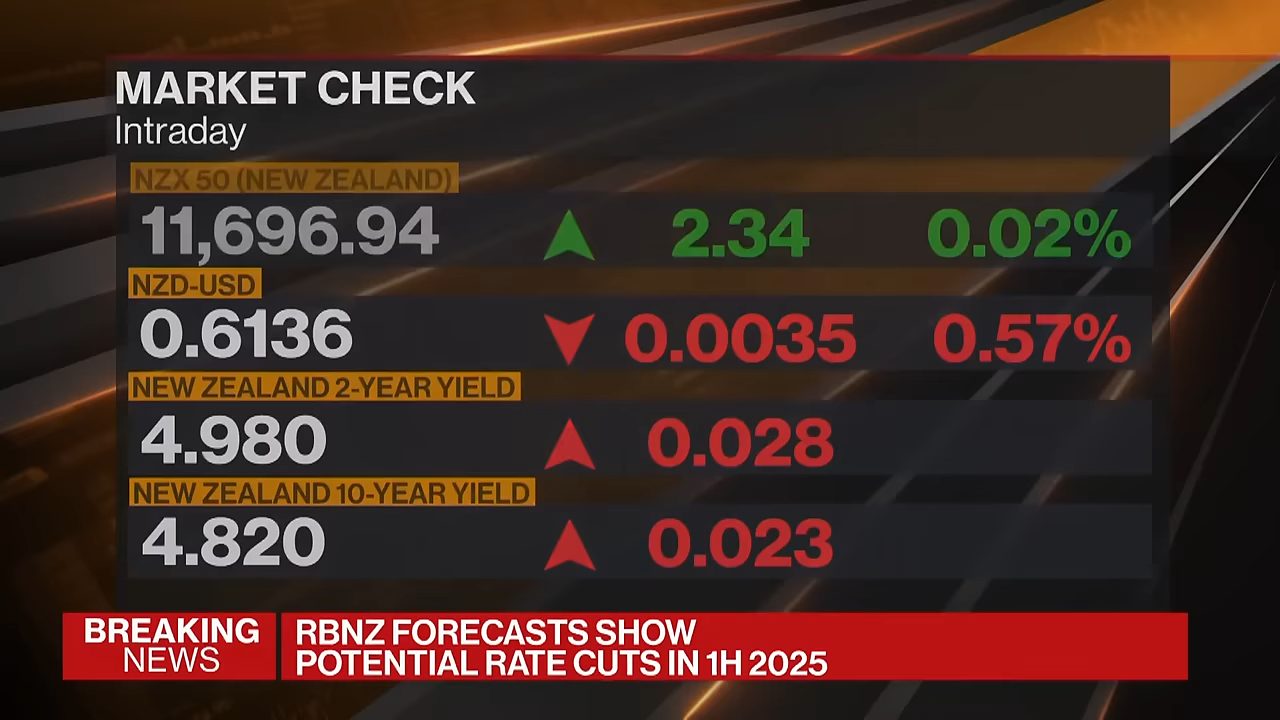 MARKET CHECK
Intraday
NZX 50 (NEW ZEALAND)
11,696.94 ▲ 2.34 0.02%
NZD-USD
0.6136 ▼ 0.0035 0.57%
NEW ZEALAND 2-YEAR YIELD
4.980 ▲ 0.028
NEW ZEALAND 10-YEAR YIELD
4.820 ▲ 0.023
BREAKING
NEWS
RBNZ FORECASTS SHOW
POTENTIAL RATE CUTS IN 1H 2025